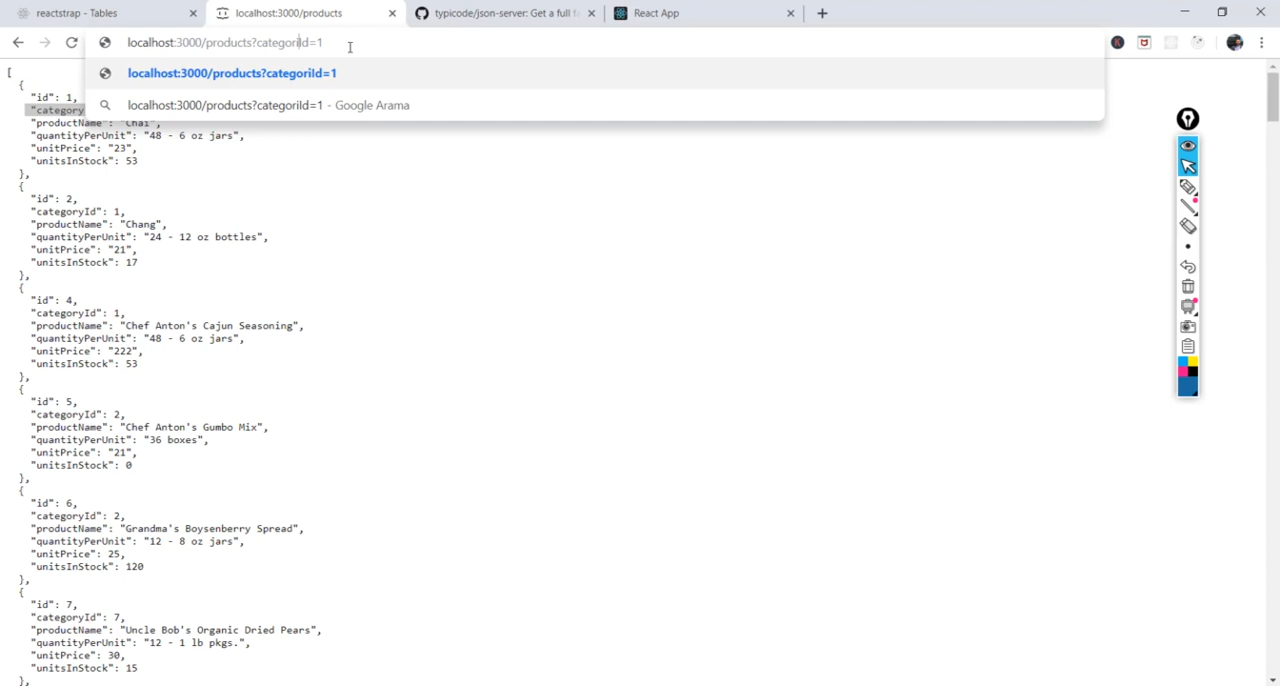 reactstrap - Tables
localhost:3000/products
typicode/json-server: Get a full f
React App
localhost:3000/products?categoriId=1
localhost:3000/products?categoriId=1
localhost:3000/products?categoriId=1 - Google Arama
[
{
"id": 1,
"category
"productName": "Chai",
"quantityPerUnit": "48 - 6 oz jars",
"unitPrice": "23",
"unitsInStock": 53
},
{
"id": 2,
"categoryId": 1,
"productName": "Chang",
"quantityPerUnit": "24 - 12 oz bottles",
"unitPrice": "21",
"unitsInStock": 17
},
{
"id": 4,
"categoryId": 1,
"productName": "Chef Anton's Cajun Seasoning",
"quantityPerUnit": "48 - 6 oz jars",
"unitPrice": "222",
"unitsInStock": 53
},
{
"id": 5,
"categoryId": 2,
"productName": "Chef Anton's Gumbo Mix",
"quantityPerUnit": "36 boxes",
"unitPrice": "21",
"unitsInStock": 0
},
{
"id": 6,
"categoryId": 2,
"productName": "Grandma's Boysenberry Spread",
"quantityPerUnit": "12 - 8 oz jars",
"unitPrice": 25,
"unitsInStock": 120
},
{
"id": 7,
"categoryId": 7,
"productName": "Uncle Bob's Organic Dried Pears",
"quantityPerUnit": "12 - 1 lb pkgs.",
"unitPrice": 30,
"unitsInStock": 15
},